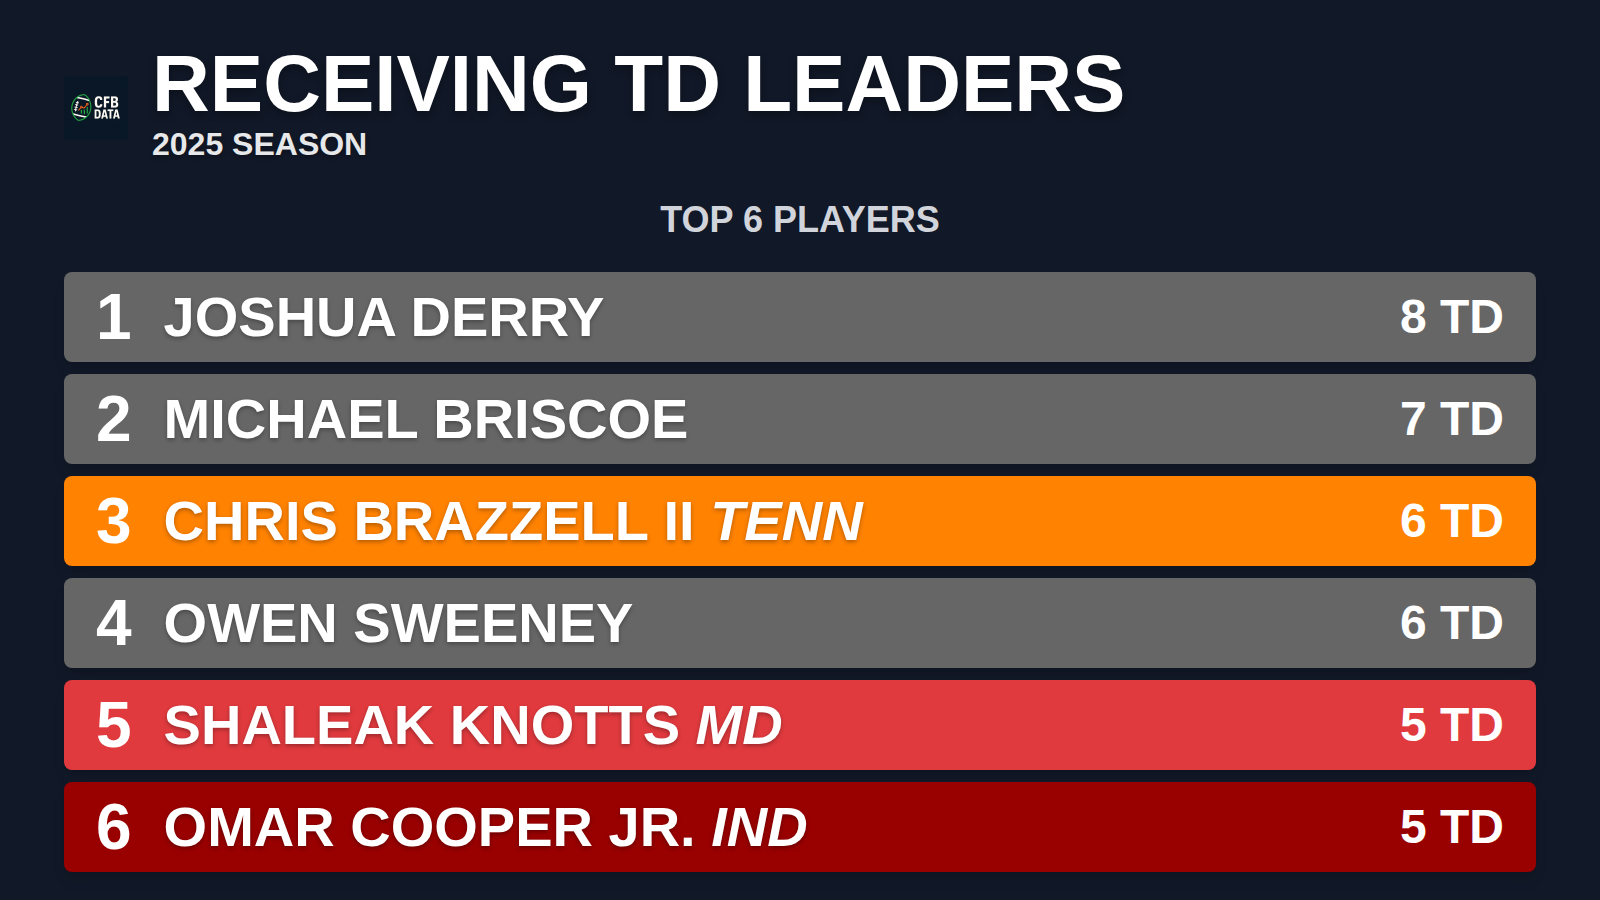 CFB
DATA
RECEIVING TD LEADERS
2025 SEASON
TOP 6 PLAYERS
1 JOSHUA DERRY 8 TD
2 MICHAEL BRISCOE 7 TD
3 CHRIS BRAZZELL II TENN 6 TD
4 OWEN SWEENEY 6 TD
5 SHALEAK KNOTTS MD 5 TD
6 OMAR COOPER JR. IND 5 TD